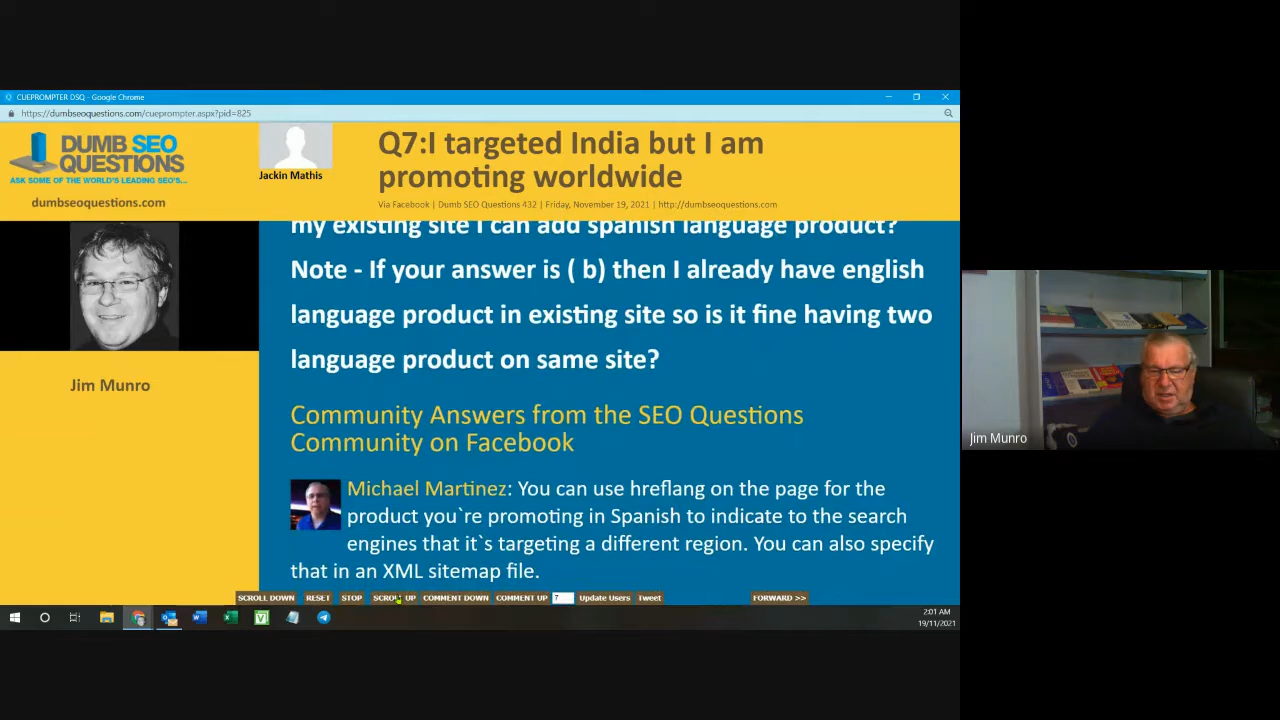 CUEPROMPTER DSQ - Google Chrome
https://dumbseoquestions.com/cueprompter.aspx?pid=825
DUMB SEO
QUESTIONS
ASK SOME OF THE WORLD'S LEADING SEO'S...
dumbseoquestions.com
Jackin Mathis
Q7:I targeted India but I am
promoting worldwide
Via Facebook | Dumb SEO Questions 432 | Friday, November 19, 2021 | http://dumbseoquestions.com
my existing site I can add spanish language product?
Note - If your answer is ( b) then I already have english
language product in existing site so is it fine having two
language product on same site?
Jim Munro
Community Answers from the SEO Questions
Community on Facebook
Michael Martinez: You can use hreflang on the page for the
product you`re promoting in Spanish to indicate to the search
engines that it`s targeting a different region. You can also specify
that in an XML sitemap file.
SCROLL DOWN RESET STOP SCROLL UP COMMENT DOWN COMMENT UP 7 Update Users Tweet FORWARD >>
2:01 AM
19/11/2021
Jim Munro